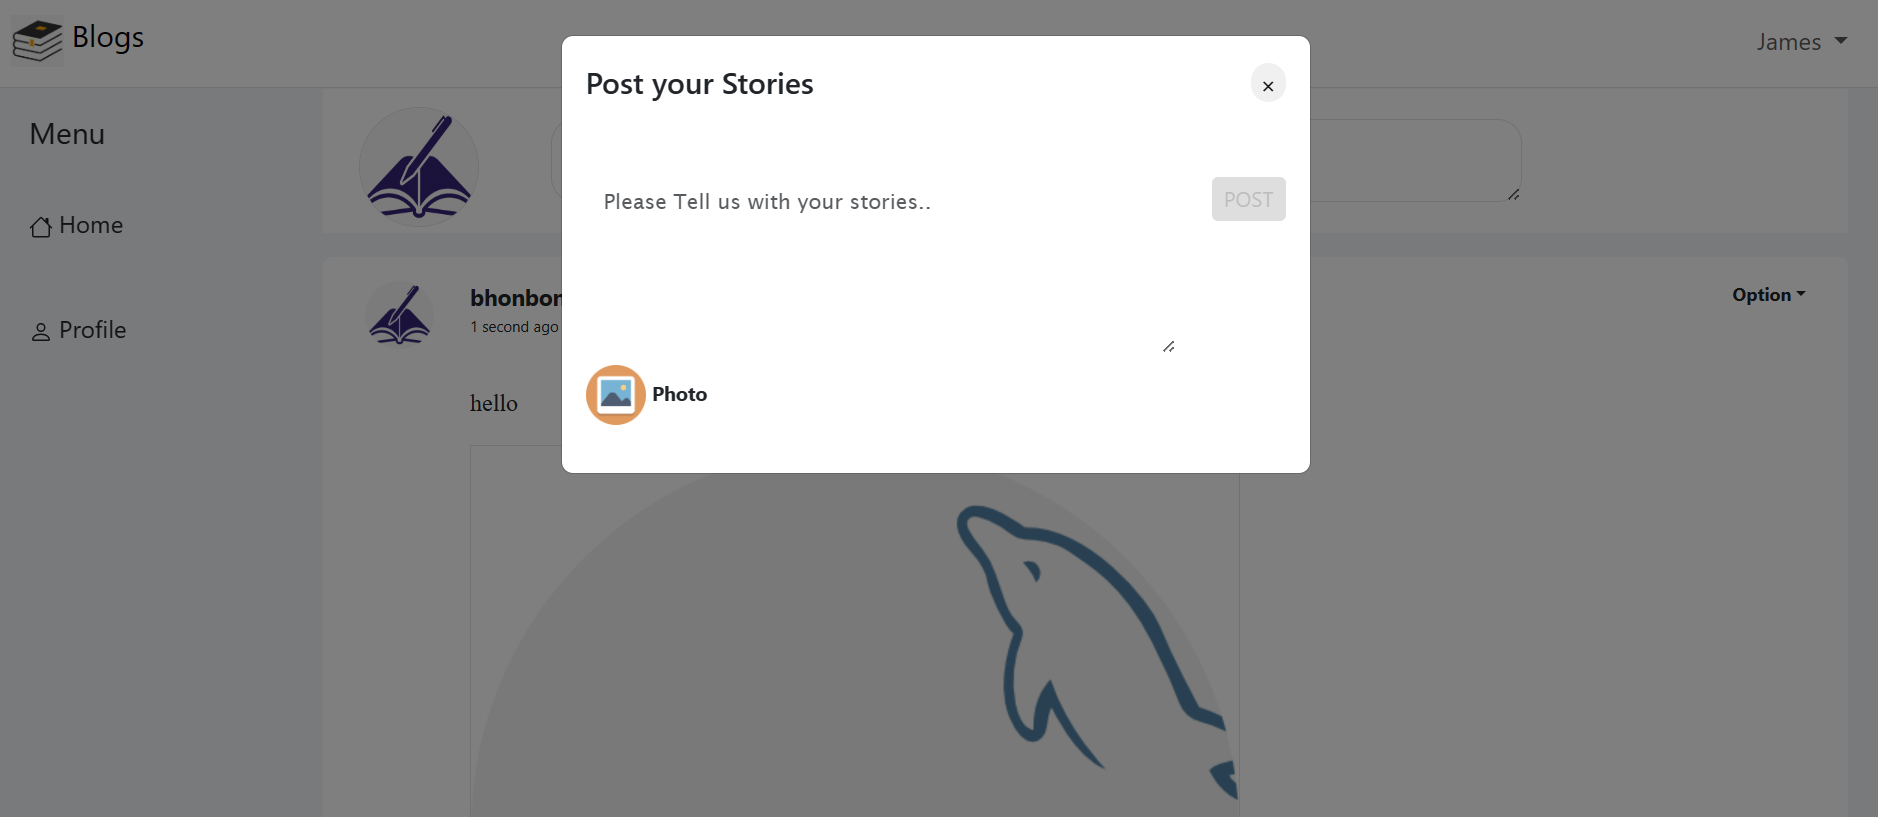 Blogs
James
Post your Stories
Menu
Please Tell us with your stories..
POST
Home
Option
1 second ago
Profile
Photo
hello